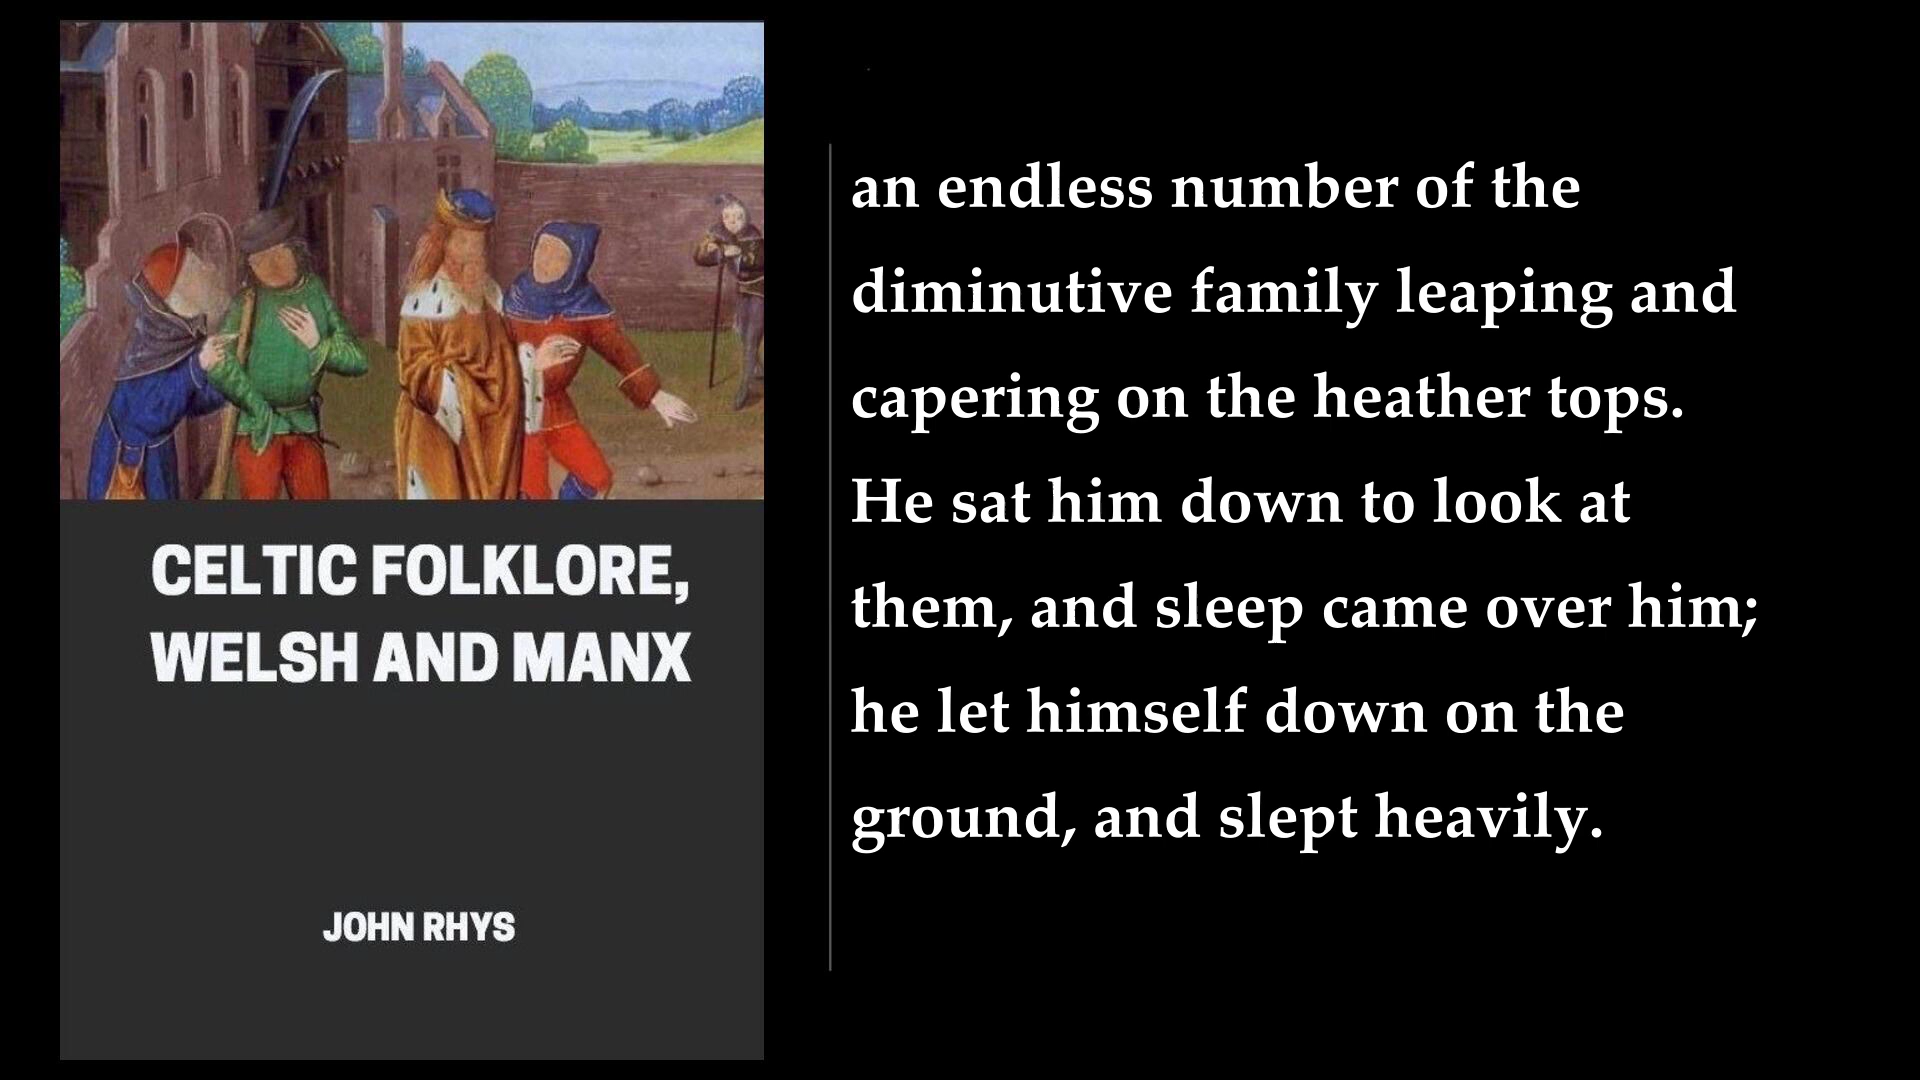 CELTIC FOLKLORE,
WELSH AND MANX
JOHN RHYS
an endless number of the
diminutive family leaping and
capering on the heather tops.
He sat him down to look at
them, and sleep came over him;
he let himself down on the
ground, and slept heavily.